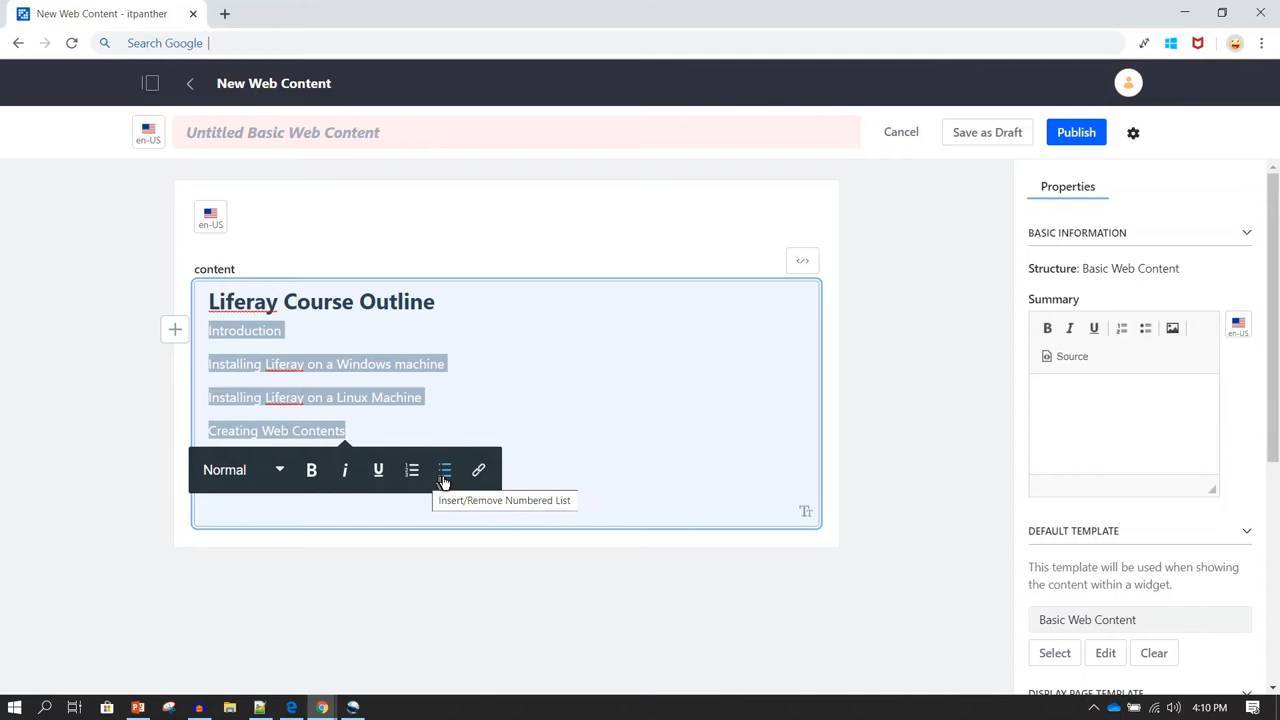 New Web Content - itpanther
Search Google
New Web Content
en-US
Untitled Basic Web Content
Cancel
Save as Draft
Publish
en-US
content
Liferay Course Outline
Introduction
Installing Liferay on a Windows machine
Installing Liferay on a Linux Machine
Creating Web Contents
Normal
B
i
U
Insert/Remove Numbered List
Tт
Properties
BASIC INFORMATION
Structure: Basic Web Content
Summary
B I U
en-US
Source
DEFAULT TEMPLATE
This template will be used when showing
the content within a widget.
Basic Web Content
Select
Edit
Clear
DISPLAY PAGE TEMPLATE
4:10 PM